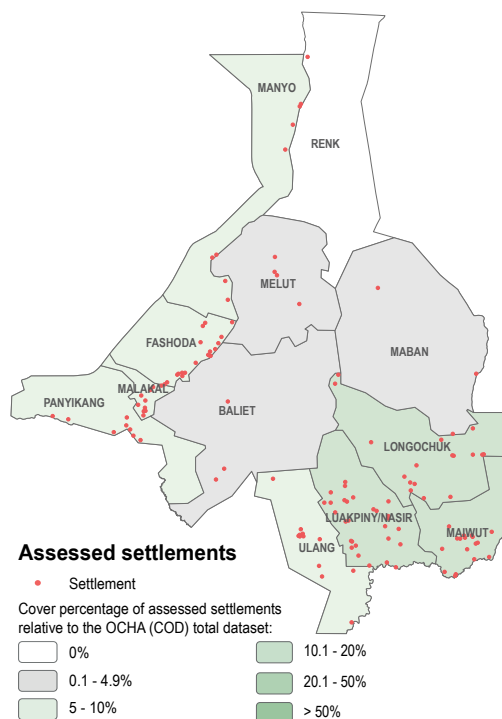 MANYO
RENK
MELUT
FASHODA
MABAN
PANYIKANG
MALAKAL
BALIET
LONGOCHUK
LUAKPINY/NASIR
MAIWUT
ULANG
Assessed settlements
Settlement
Cover percentage of assessed settlements
relative to the OCHA (COD) total dataset:
0%
0.1 - 4.9%
5 - 10%
10.1 - 20%
20.1 - 50%
> 50%